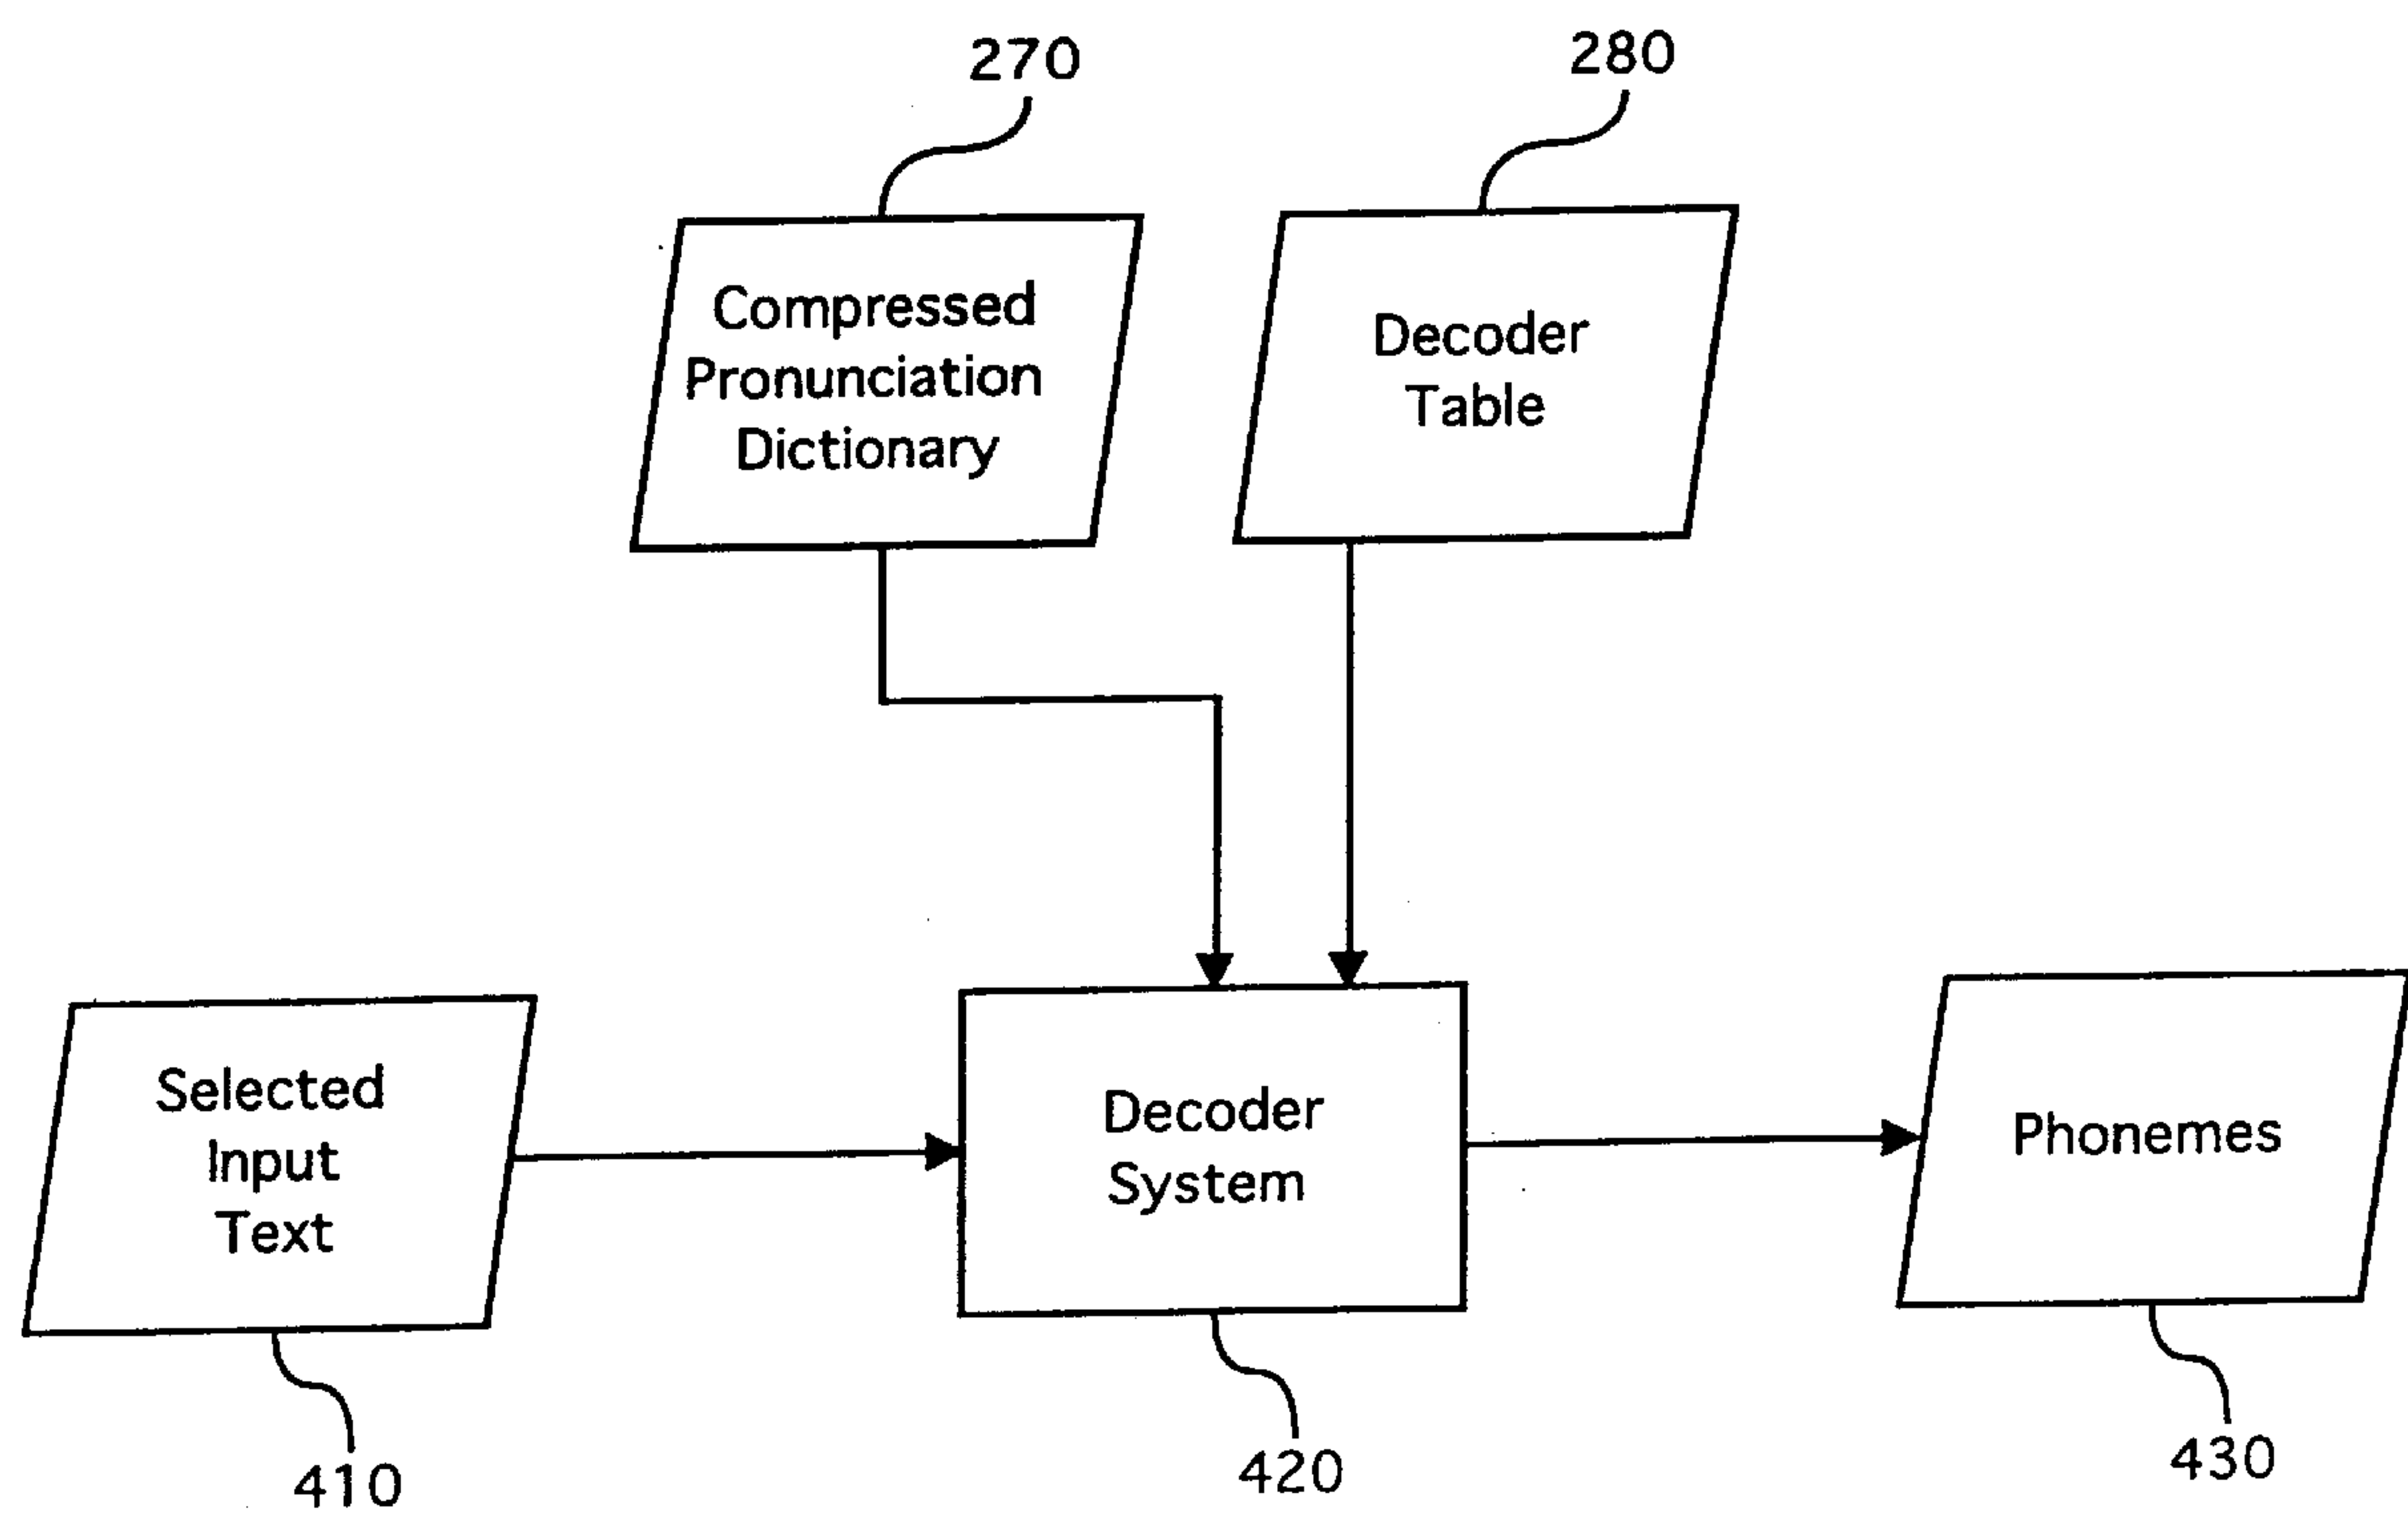 270
280
Compressed
Pronunciation
Dictionary
Decoder
Table
Selected
Input
Text
Decoder
System
Phonemes
410
420
430